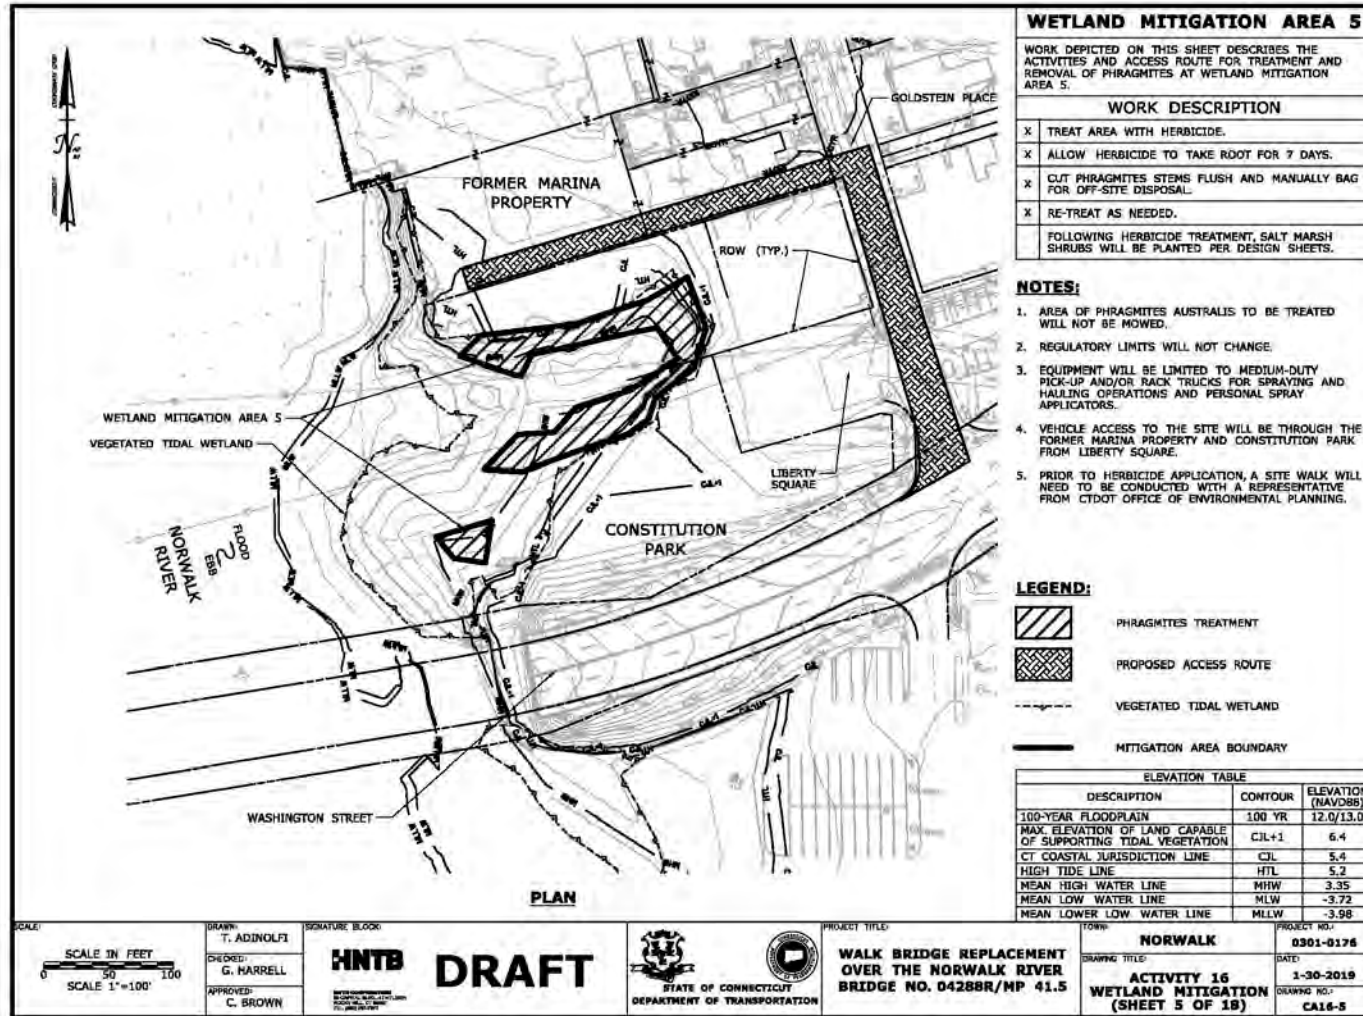 WETLAND MITIGATION AREA 5
WORK DEPICTED ON THIS SHEET DESCRIBES THE
ACTIVITIES AND ACCESS ROUTE FOR TREATMENT AND
REMOVAL OF PHRAGMITES AT WETLAND MITIGATION
AREA 5.
WORK DESCRIPTION
X TREAT AREA WITH HERBICIDE.
X ALLOW HERBICIDE TO TAKE ROOT FOR 7 DAYS.
X CUT PHRAGMITES STEMS FLUSH AND MANUALLY BAG
FOR OFF-SITE DISPOSAL.
X RE-TREAT AS NEEDED.
FOLLOWING HERBICIDE TREATMENT, SALT MARSH
SHRUBS WILL BE PLANTED PER DESIGN SHEETS.
NOTES:
1. AREA OF PHRAGMITES AUSTRALIS TO BE TREATED
WILL NOT BE MOWED.
2. REGULATORY LIMITS WILL NOT CHANGE.
3. EQUIPMENT WILL BE LIMITED TO MEDIUM-DUTY
PICK-UP AND/OR RACK TRUCKS FOR SPRAYING AND
HAULING OPERATIONS AND PERSONAL SPRAY
APPLICATORS.
4. VEHICLE ACCESS TO THE SITE WILL BE THROUGH THE
FORMER MARINA PROPERTY AND CONSTITUTION PARK
FROM LIBERTY SQUARE.
5. PRIOR TO HERBICIDE APPLICATION, A SITE WALK WILL
NEED TO BE CONDUCTED WITH A REPRESENTATIVE
FROM CTDOT OFFICE OF ENVIRONMENTAL PLANNING.
LEGEND:
PHRAGMITES TREATMENT
PROPOSED ACCESS ROUTE
VEGETATED TIDAL WETLAND
MITIGATION AREA BOUNDARY
ELEVATION TABLE
DESCRIPTION CONTOUR ELEVATION (NAVD88)
100-YEAR FLOODPLAIN 100 YR 12.0/13.0
MAX. ELEVATION OF LAND CAPABLE
OF SUPPORTING TIDAL VEGETATION CJL+1 6.4
CT COASTAL JURISDICTION LINE CJL 5.4
HIGH TIDE LINE HTL 5.2
MEAN HIGH WATER LINE MHW 3.35
MEAN LOW WATER LINE MLW -3.72
MEAN LOWER LOW WATER LINE MLLW -3.98
GOLDSTEIN PLACE
FORMER MARINA
PROPERTY
ROW (TYP.)
WETLAND MITIGATION AREA 5
VEGETATED TIDAL WETLAND
LIBERTY
SQUARE
CONSTITUTION
PARK
NORWALK
RIVER
FLOOD
EBB
WASHINGTON STREET
PLAN
SCALE:
SCALE IN FEET
0 50 100
SCALE 1"=100'
DRAWN:
T. ADINOLFI
CHECKED:
G. HARRELL
APPROVED:
C. BROWN
SIGNATURE BLOCK:
HNTB
DRAFT
STATE OF CONNECTICUT
DEPARTMENT OF TRANSPORTATION
PROJECT TITLE:
WALK BRIDGE REPLACEMENT
OVER THE NORWALK RIVER
BRIDGE NO. 04288R/MP 41.5
TOWN:
NORWALK
DRAWING TITLE:
ACTIVITY 16
WETLAND MITIGATION
(SHEET 5 OF 18)
PROJECT NO.:
0301-0176
DATE:
1-30-2019
DRAWING NO.:
CA16-5